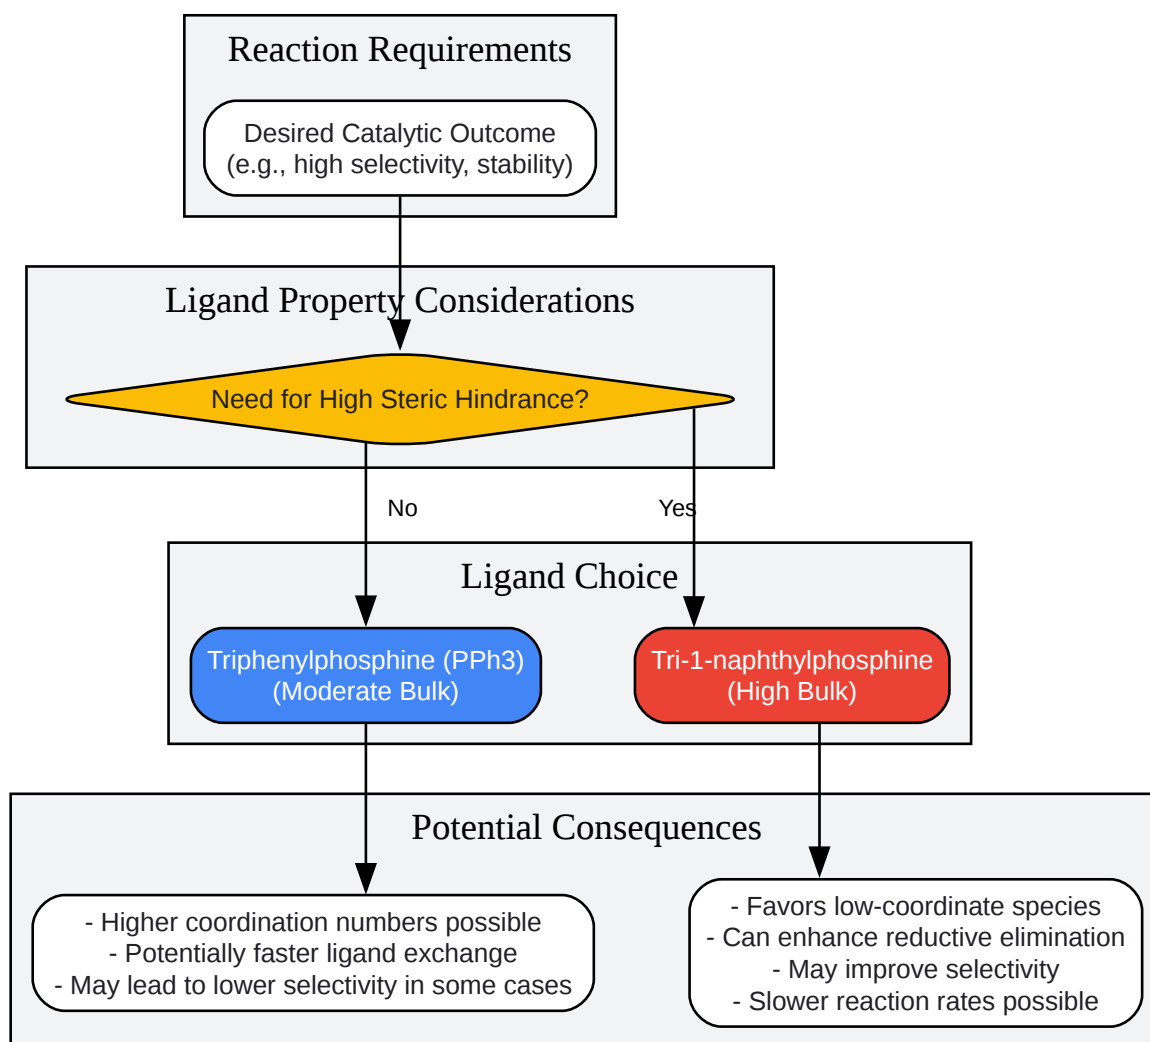 Reaction Requirements
Desired Catalytic Outcome
(e.g., high selectivity, stability)
Ligand Property Considerations
Need for High Steric Hindrance?
No
Yes
Ligand Choice
Triphenylphosphine (PPh3)
(Moderate Bulk)
Tri-1-naphthylphosphine
(High Bulk)
Potential Consequences
- Higher coordination numbers possible
- Potentially faster ligand exchange
- May lead to lower selectivity in some cases
- Favors low-coordinate species
- Can enhance reductive elimination
- May improve selectivity
- Slower reaction rates possible